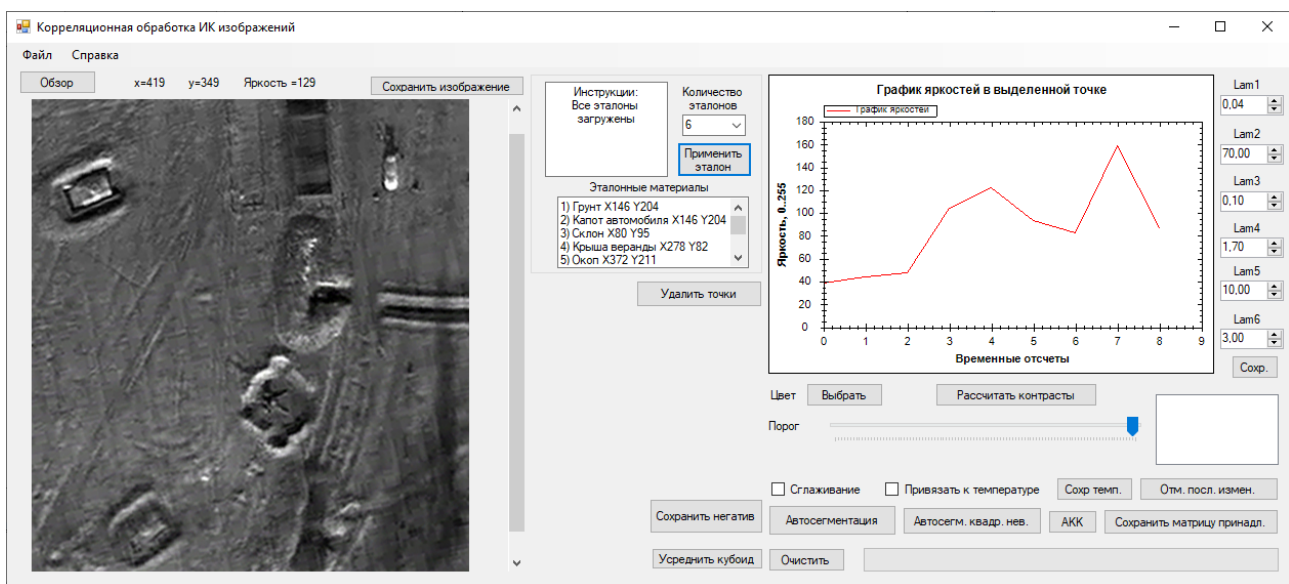 Корреляционная обработка ИК изображений
Файл Справка
Обзор x=419 y=349 Яркость =129 Сохранить изображение
Инструкции:
Все эталоны
загружены
Количество
эталонов
6
Применить
эталон
Эталонные материалы
1) Грунт X146 Y204
2) Капот автомобиля X146 Y204
3) Склон X80 Y95
4) Крыша веранды X278 Y82
5) Окоп X372 Y211
Удалить точки
График яркостей в выделенной точке
График яркостей
Яркость, 0..255
180
160
140
120
100
80
60
40
20
0
0 1 2 3 4 5 6 7 8 9
Временные отсчеты
Lam1
0,04
Lam2
70,00
Lam3
0,10
Lam4
1,70
Lam5
10,00
Lam6
3,00
Сохр.
Цвет Выбрать Рассчитать контрасты
Порог
Сглаживание Привязать к температуре Сохр темп. Отм. посл. измен.
Сохранить негатив Автосегментация Автосегм. квадр. нев. АКК Сохранить матрицу принадл.
Усреднить кубоид Очистить